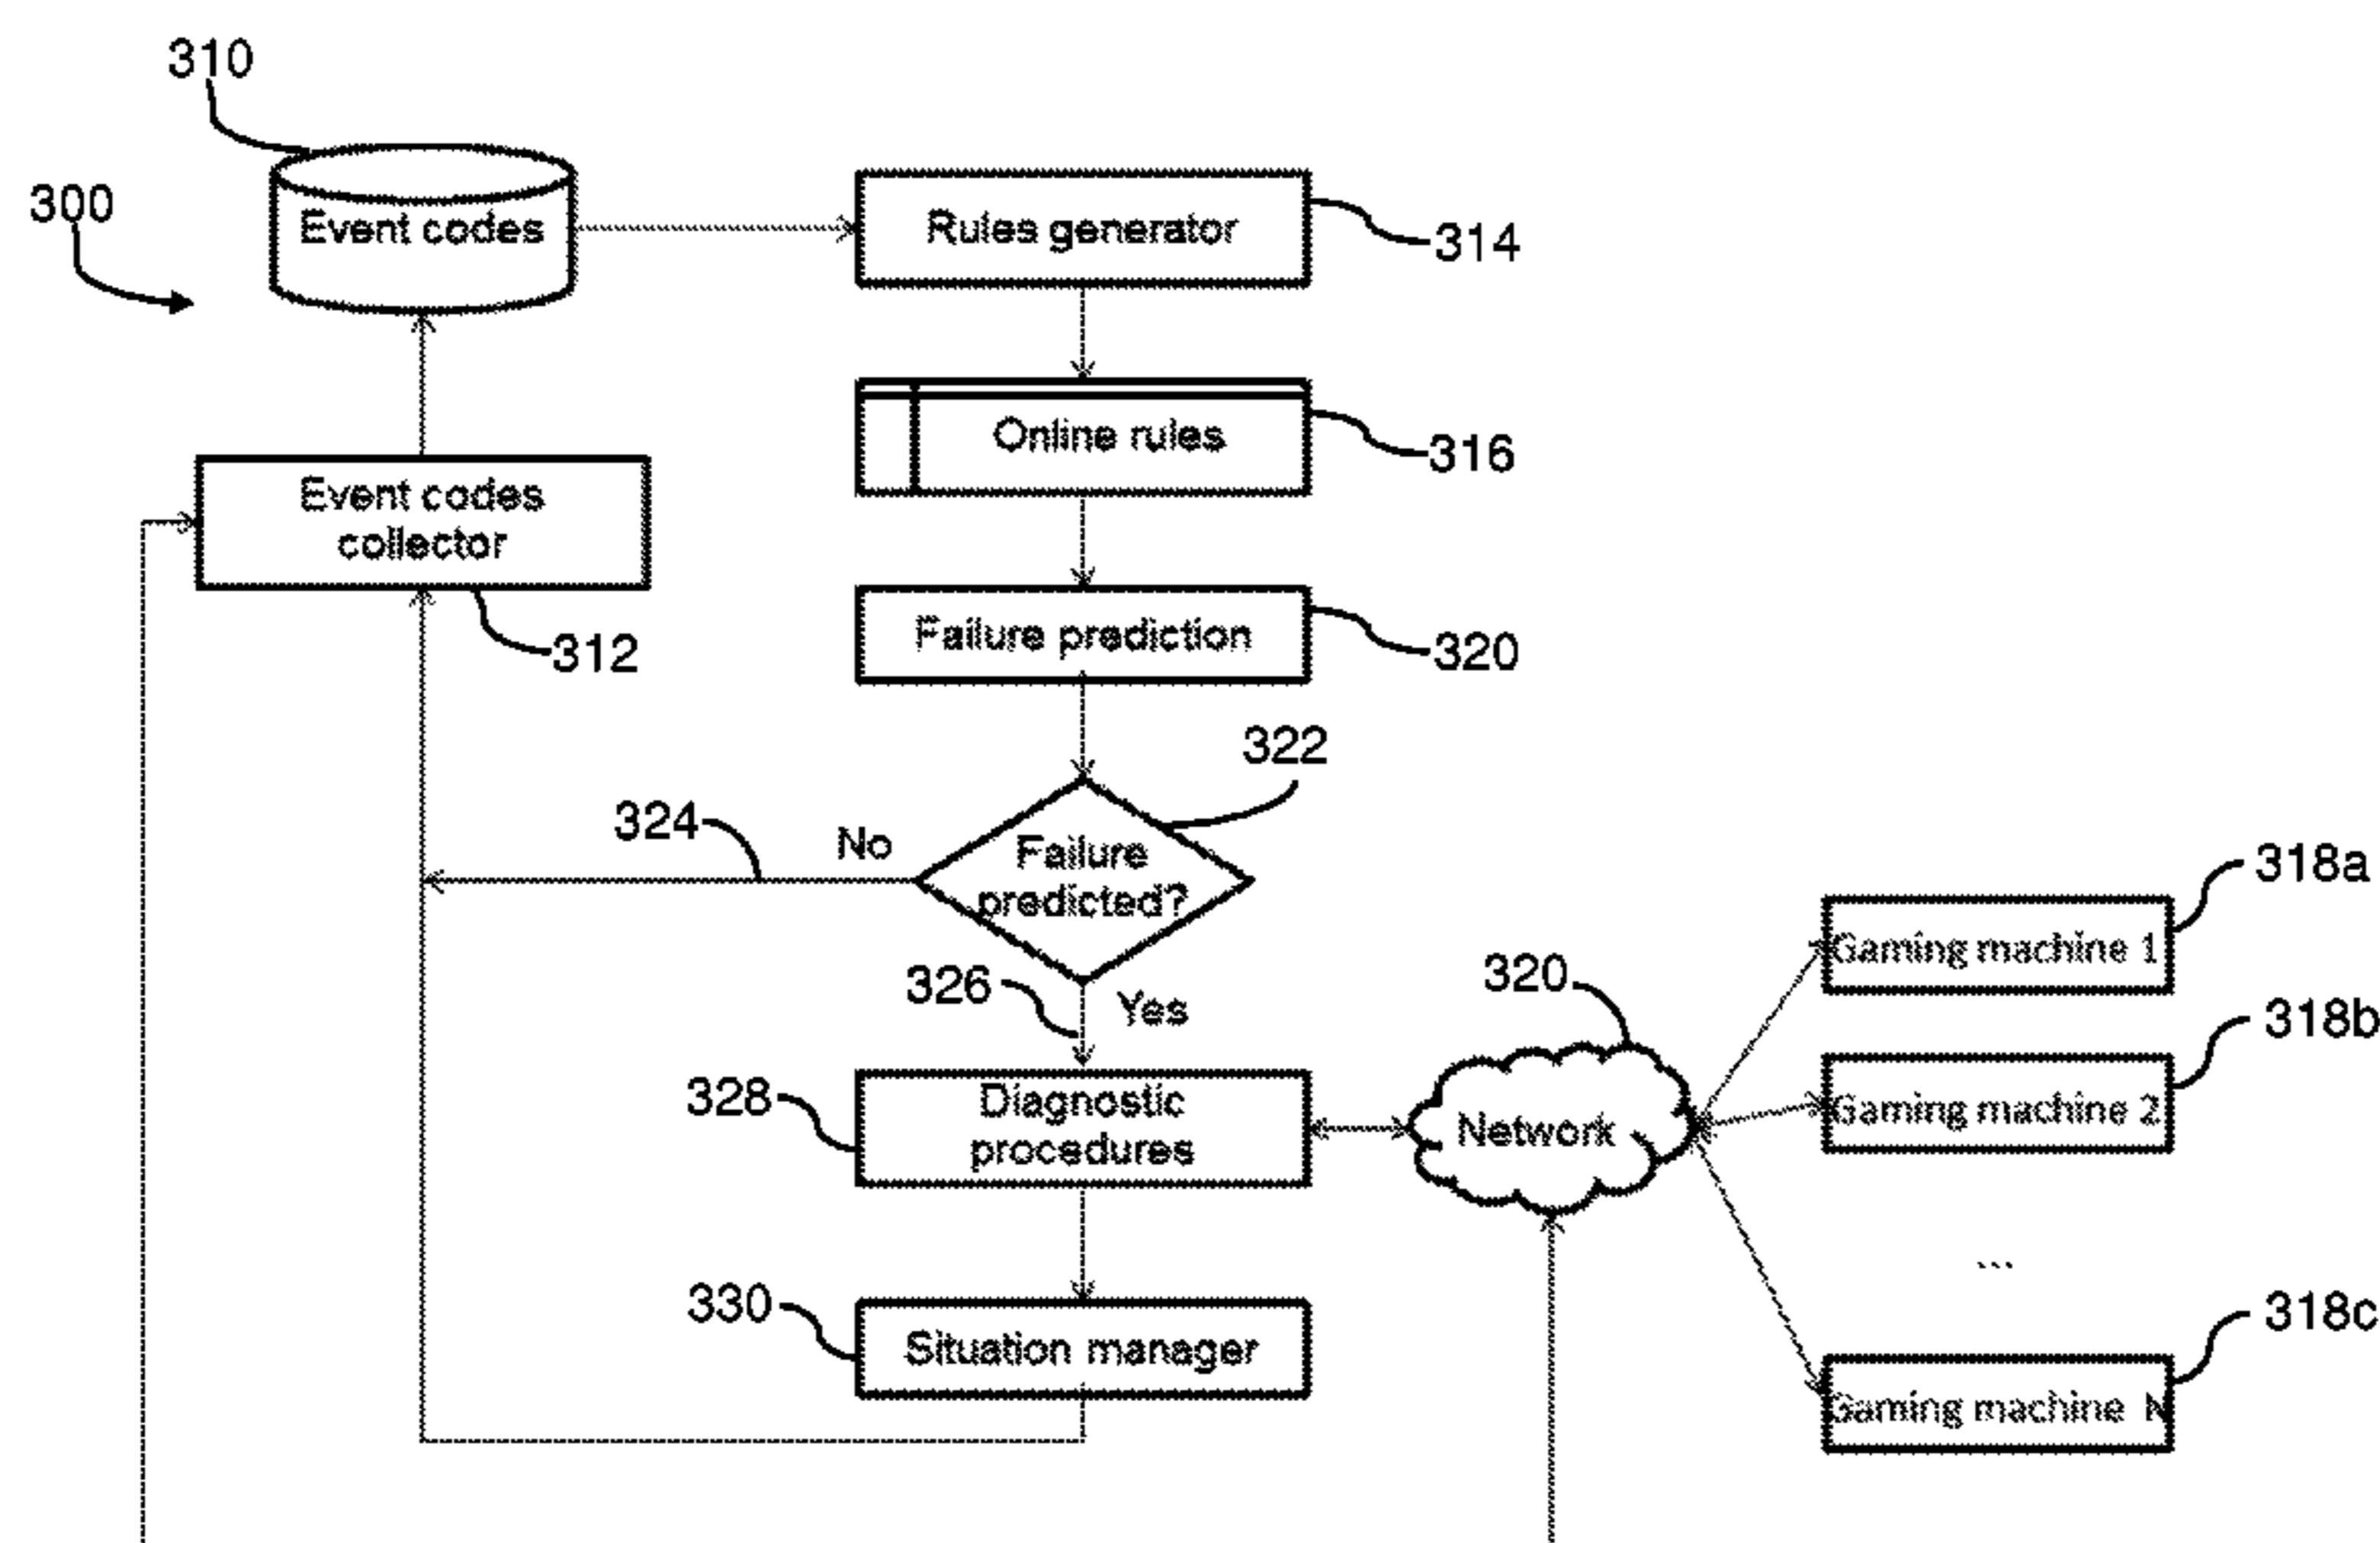 310
300
Event codes
Rules generator
314
Online rules
316
Event codes
collector
312
Failure prediction
320
322
324
No
Failure
predicted?
326
Yes
318a
Gaming machine 1
320
318b
Gaming machine 2
Network
328
Diagnostic
procedures
...
330
Situation manager
318c
Gaming machine N